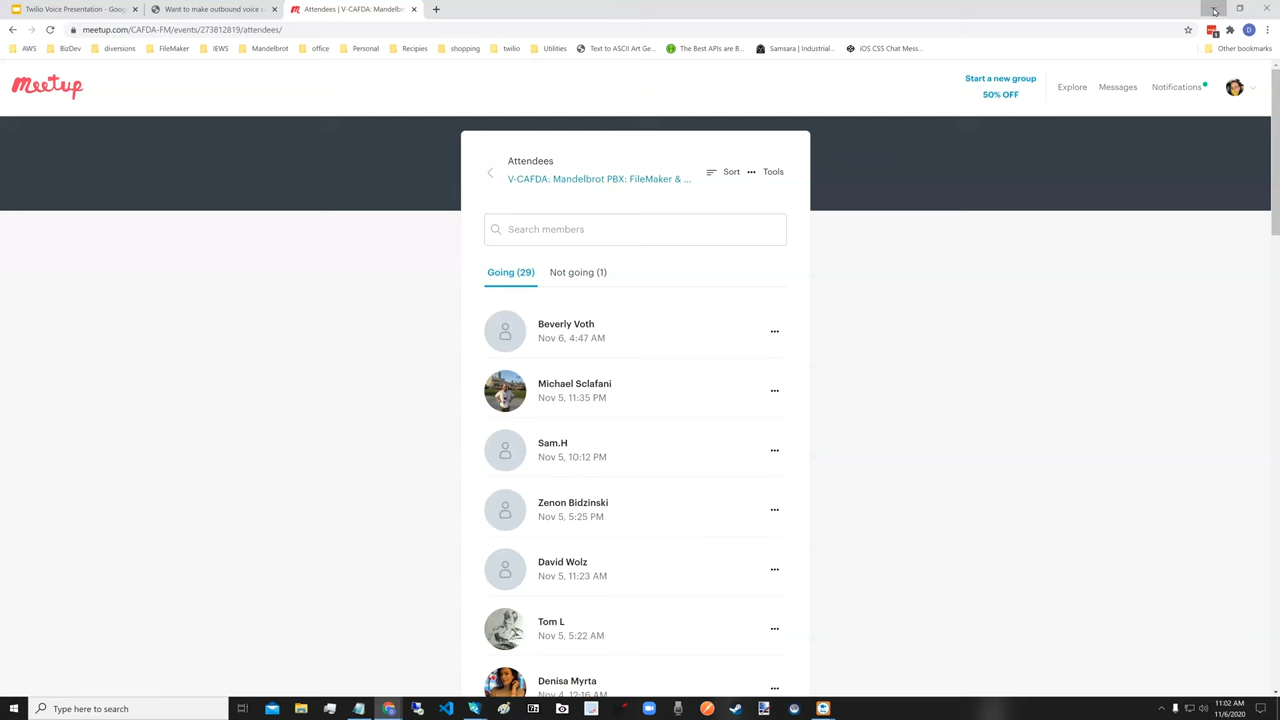 Twilio Voice Presentation - Goog
Want to make outbound voice c
Attendees | V-CAFDA: Mandelbro
meetup.com/CAFDA-FM/events/273812819/attendees/
AWS
BizDev
diversions
FileMaker
IEWS
Mandelbrot
office
Personal
Recipies
shopping
twilio
Utilities
Text to ASCII Art Ge...
The Best APIs are B...
Samsara | Industrial...
iOS CSS Chat Mess...
Other bookmarks
Meetup
Start a new group
50% OFF
Explore
Messages
Notifications
Attendees
V-CAFDA: Mandelbrot PBX: FileMaker & ...
Sort
Tools
Search members
Going (29)
Not going (1)
Beverly Voth
Nov 6, 4:47 AM
Michael Sclafani
Nov 5, 11:35 PM
Sam.H
Nov 5, 10:12 PM
Zenon Bidzinski
Nov 5, 5:25 PM
David Wolz
Nov 5, 11:23 AM
Tom L
Nov 5, 5:22 AM
Denisa Myrta
Nov 4, 12:16 AM
Type here to search
11:02 AM
11/6/2020